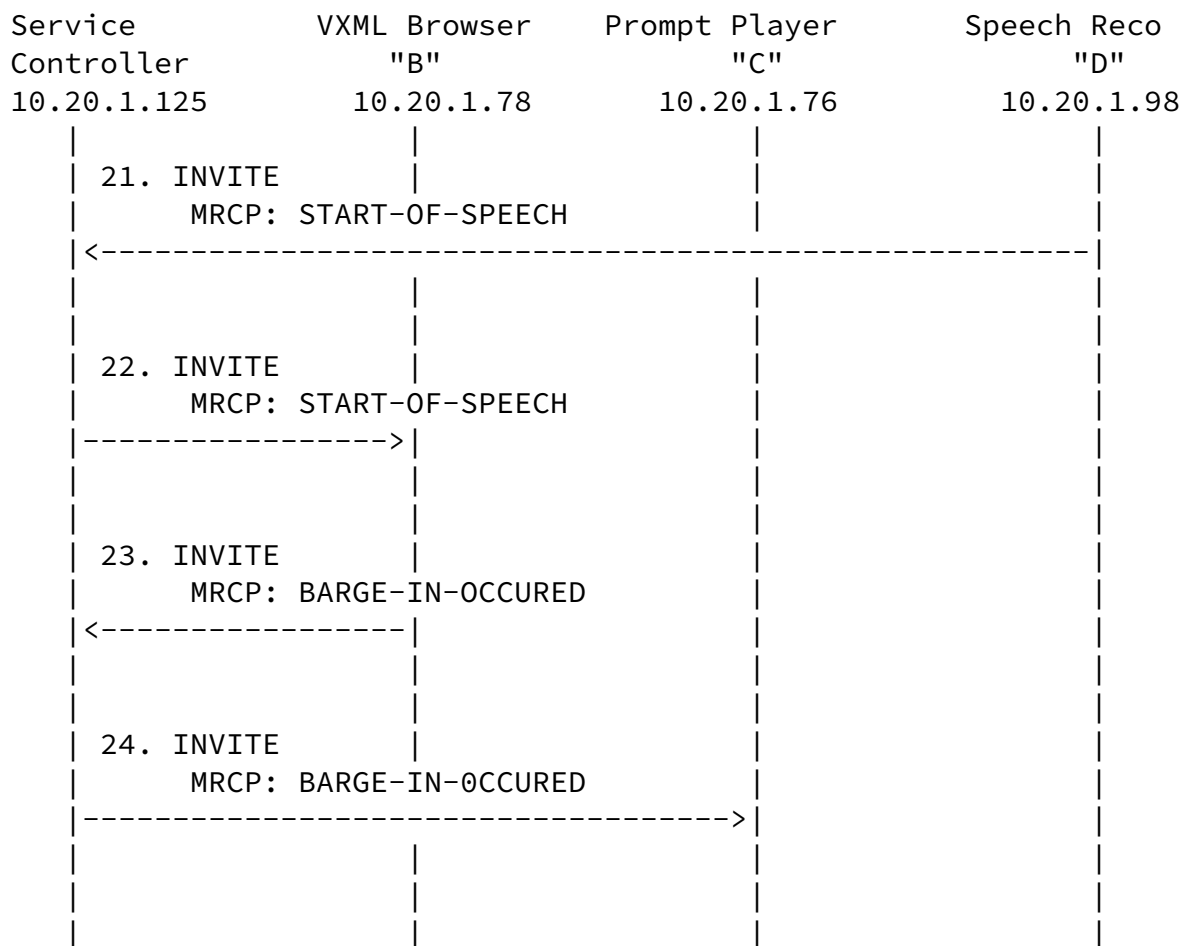 Service VXML Browser Prompt Player Speech Reco
Controller "B" "C" "D"
10.20.1.125 10.20.1.78 10.20.1.76 10.20.1.98
21. INVITE
MRCP: START-OF-SPEECH
22. INVITE
MRCP: START-OF-SPEECH
23. INVITE
MRCP: BARGE-IN-OCCURED
24. INVITE
MRCP: BARGE-IN-0CCURED